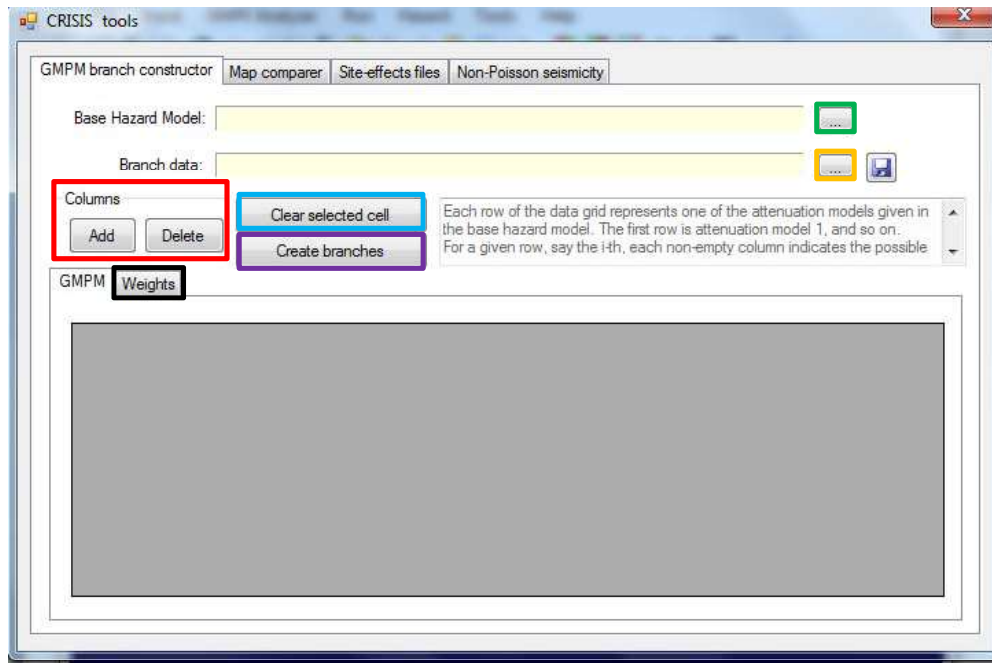 CRISIS tools
GMPM branch constructor Map comparer Site-effects files Non-Poisson seismicity
Base Hazard Model: ...
Branch data: ...
Columns
Add Delete
Clear selected cell
Create branches
Each row of the data grid represents one of the attenuation models given in
the base hazard model. The first row is attenuation model 1, and so on.
For a given row, say the i-th, each non-empty column indicates the possible
GMPM Weights